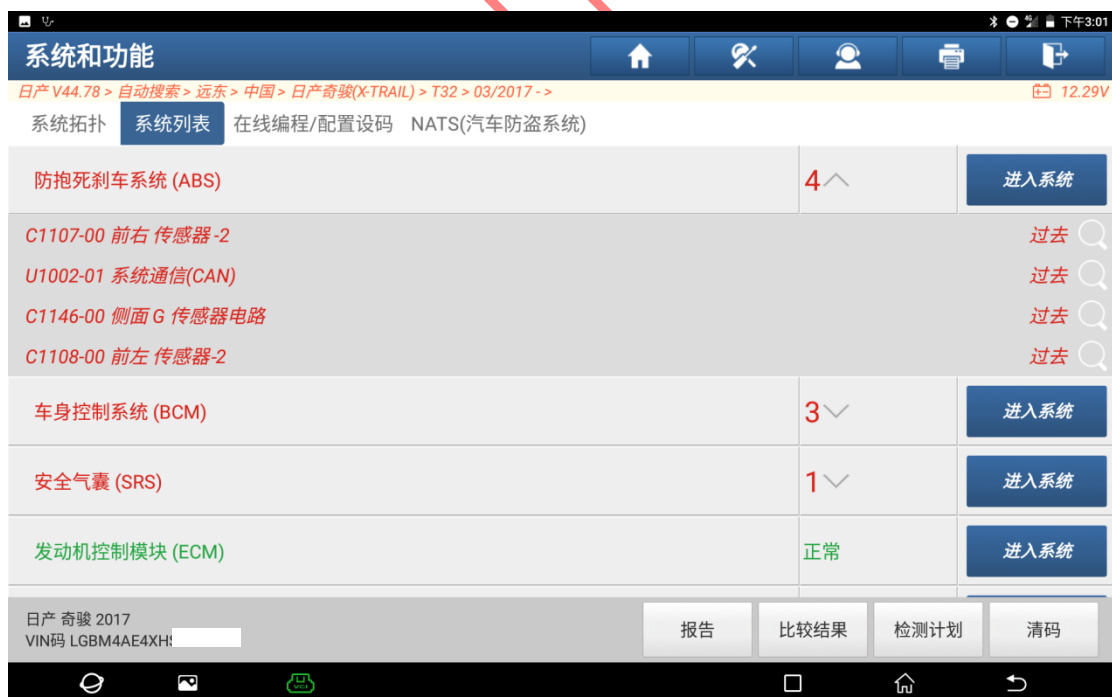 下午3:01
系统和功能
日产 V44.78 > 自动搜索 > 远东 > 中国 > 日产奇骏(X-TRAIL) > T32 > 03/2017 - > 12.29V
系统拓扑 系统列表 在线编程/配置设码 NATS(汽车防盗系统)
防抱死刹车系统 (ABS) 4 进入系统
C1107-00 前右 传感器 -2 过去
U1002-01 系统通信(CAN) 过去
C1146-00 侧面 G 传感器电路 过去
C1108-00 前左 传感器-2 过去
车身控制系统 (BCM) 3 进入系统
安全气囊 (SRS) 1 进入系统
发动机控制模块 (ECM) 正常 进入系统
日产 奇骏 2017
VIN码 LGBM4AE4XH
报告 比较结果 检测计划 清码
VCI